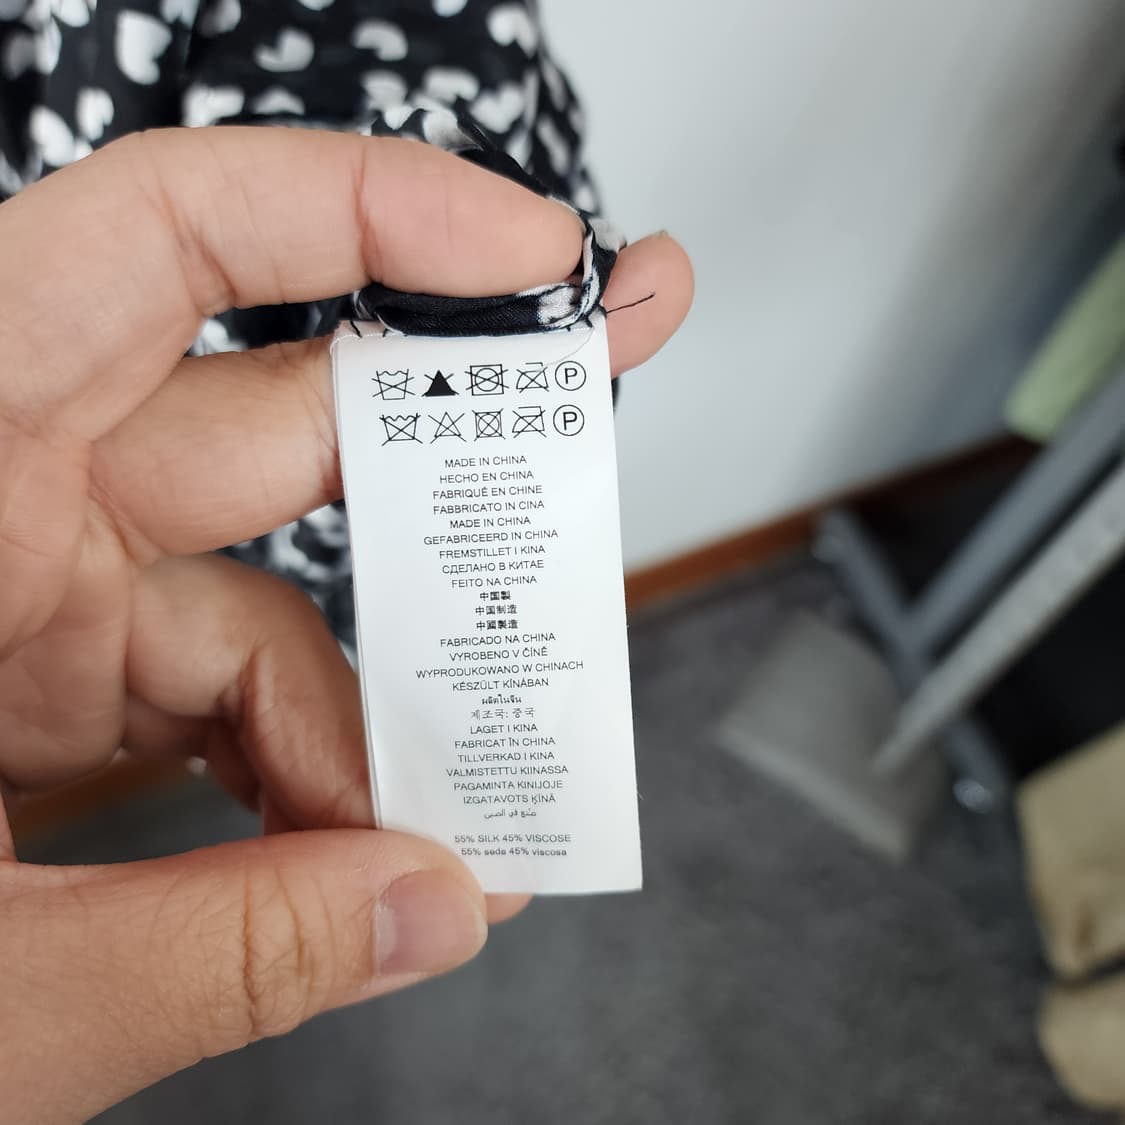 P
P
MADE IN CHINA
HECHO EN CHINA
FABRIQUÉ EN CHINE
FABBRICATO IN CINA
MADE IN CHINA
GEFABRICEERD IN CHINA
FREMSTILLET I KINA
СДЕЛАНО В КИТАЕ
FEITO NA CHINA
中国製
中国制造
中國製造
FABRICADO NA CHINA
VYROBENO V ČÍNĚ
WYPRODUKOWANO W CHINACH
KÉSZÜLT KÍNÁBAN
ผลิตในจีน
제조국: 중국
LAGET I KINA
FABRICAT ÎN CHINA
TILLVERKAD I KINA
VALMISTETTU KIINASSA
PAGAMINTA KINIJOJE
IZGATAVOTS ĶĪNĀ
صنع في الصين
55% SILK 45% VISCOSE
55% seda 45% viscosa